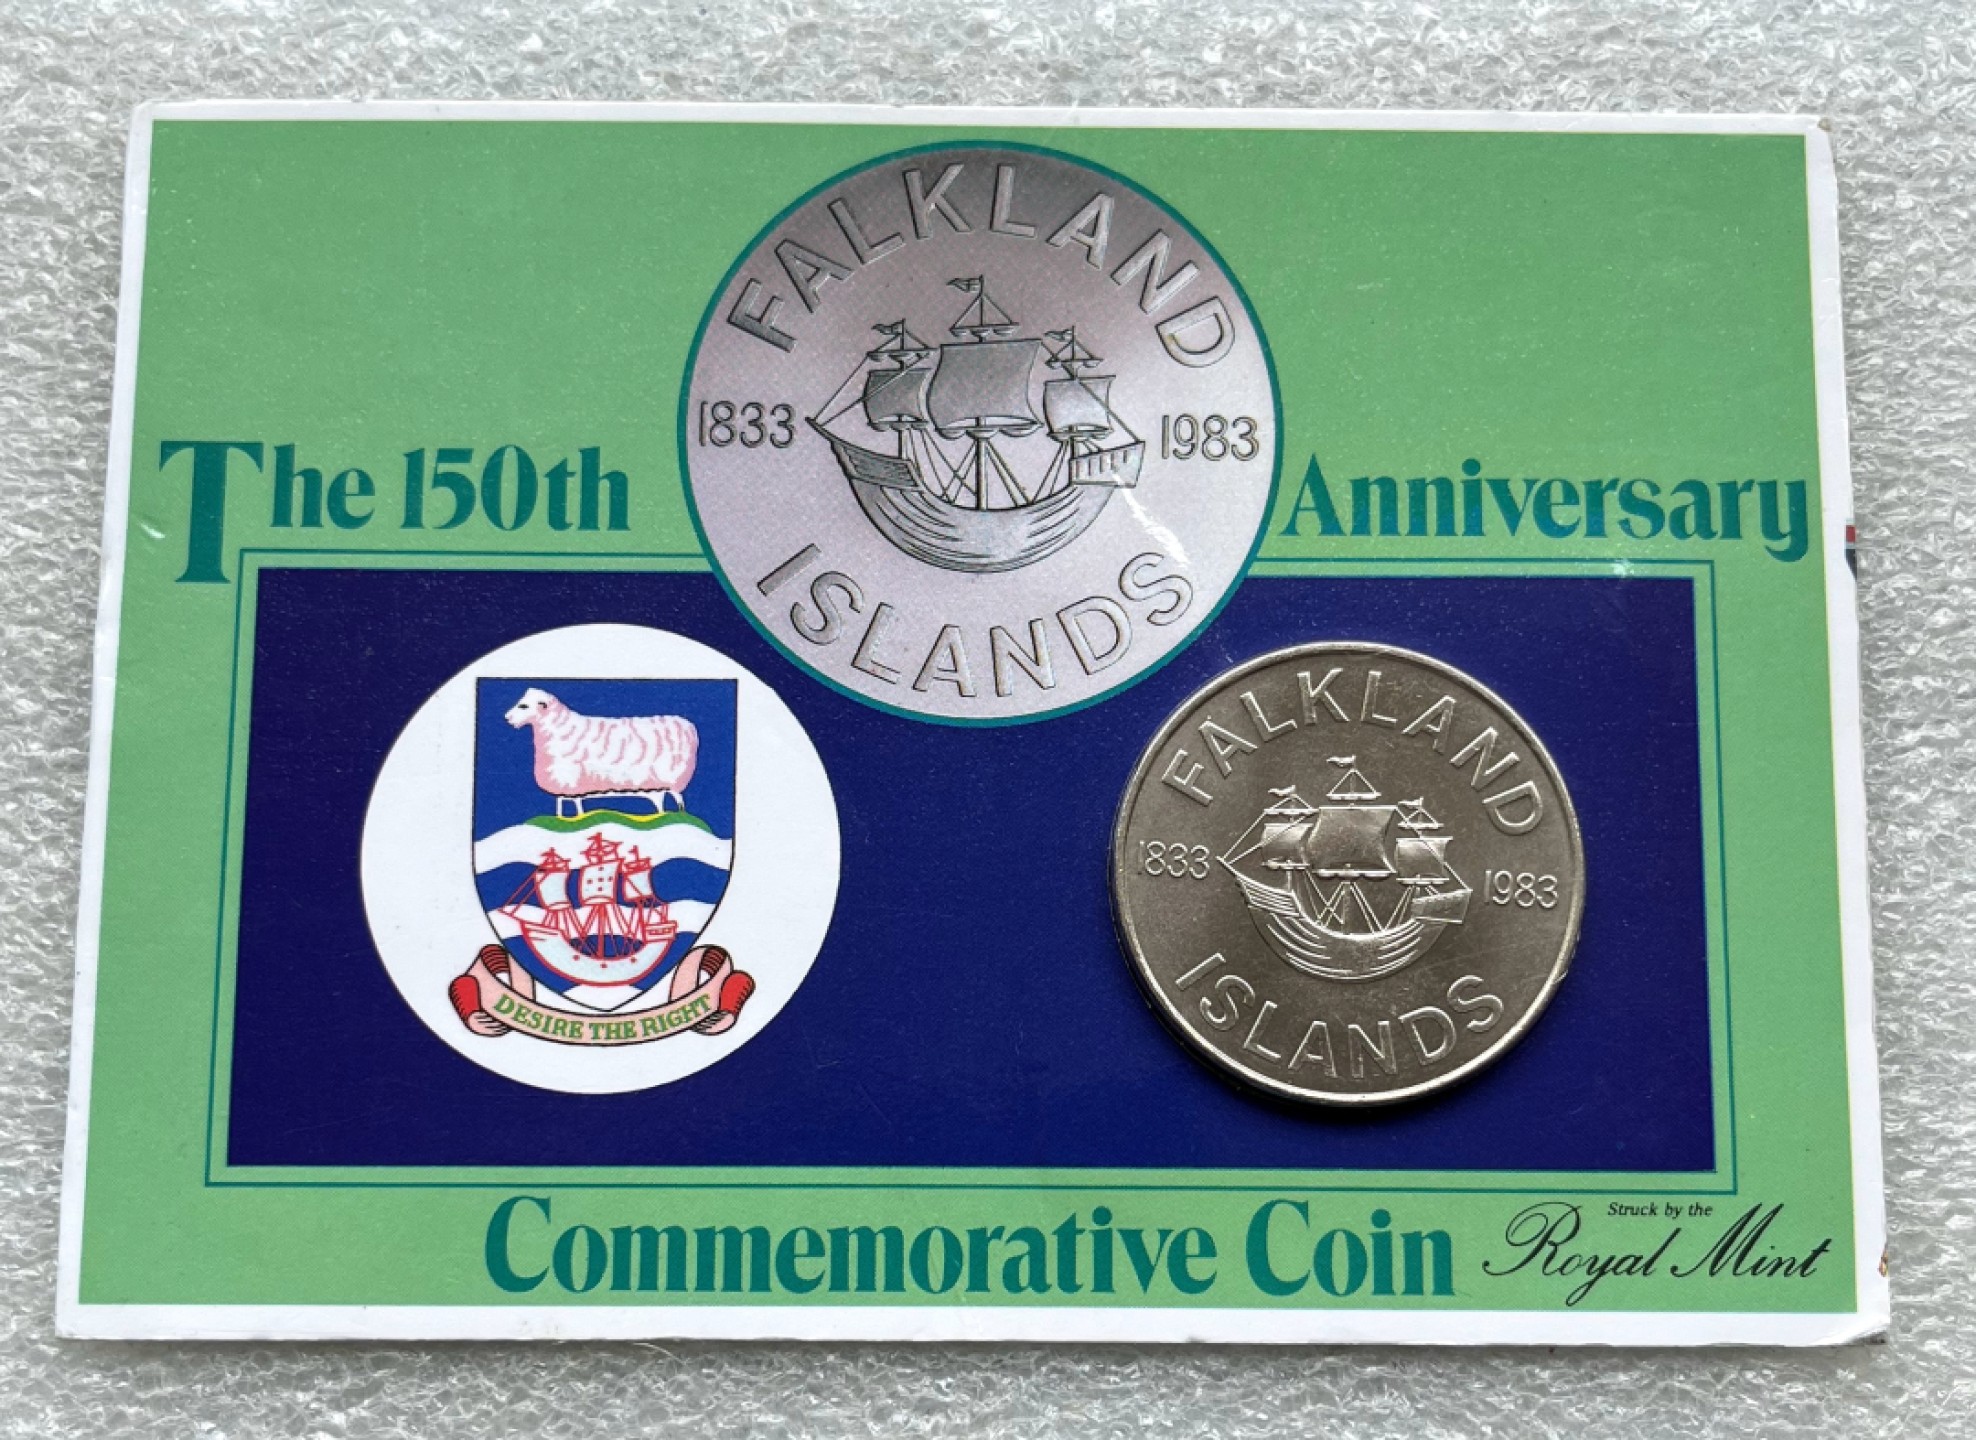 FALKLAND
1833 1983
ISLANDS
The 150th Anniversary
DESIRE THE RIGHT
FALKLAND
1833 1983
ISLANDS
Commemorative Coin
Struck by the
Royal Mint